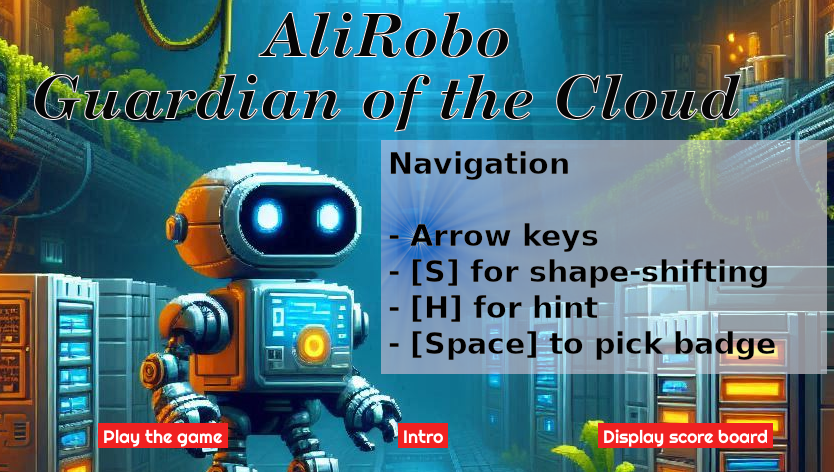 AliRobo
Guardian of the Cloud
Navigation
- Arrow keys
- [S] for shape-shifting
- [H] for hint
- [Space] to pick badge
Play the game
Intro
Display score board